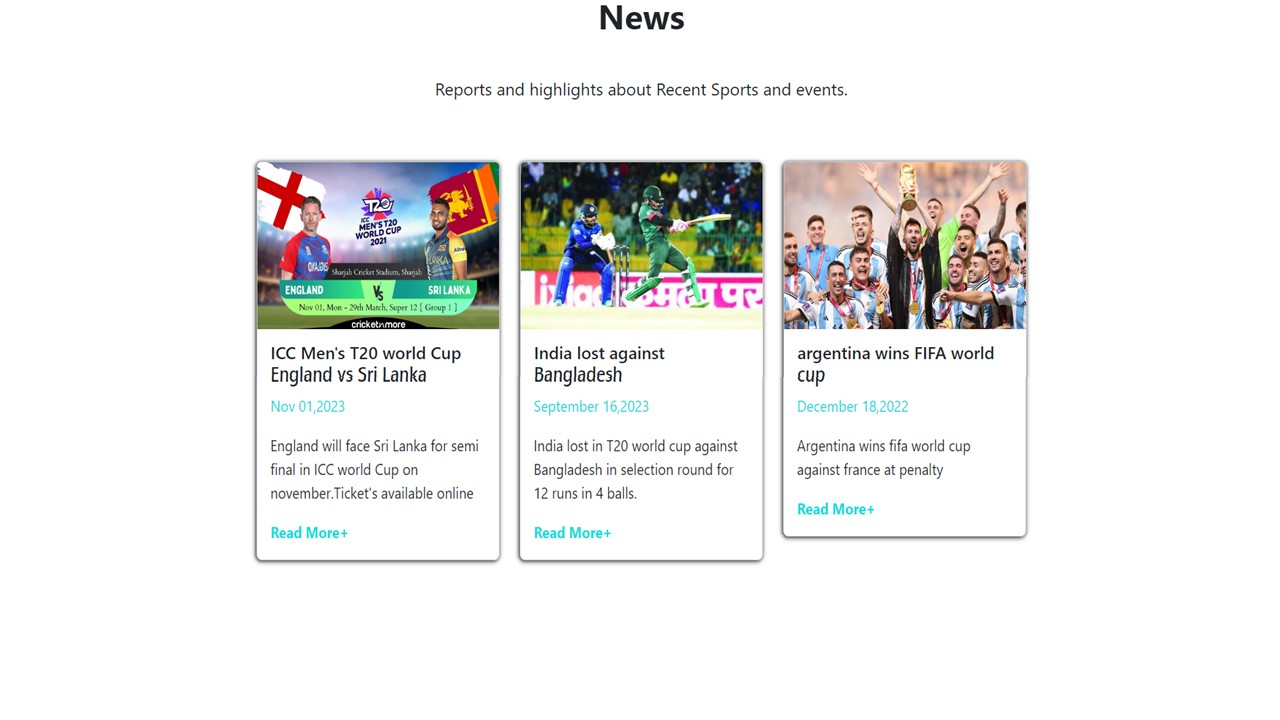 News
Reports and highlights about Recent Sports and events.
T20
ICC
MEN'S T20
WORLD CUP
2021
Sharjah Cricket Stadium, Sharjah
ENGLAND
Vs
SRI LANKA
Nov 01, Mon - 29th Match, Super 12 [ Group 1 ]
cricketnmore
ICC Men's T20 world Cup
England vs Sri Lanka
Nov 01,2023
England will face Sri Lanka for semi
final in ICC world Cup on
november.Ticket's available online
Read More+
India lost against
Bangladesh
September 16,2023
India lost in T20 world cup against
Bangladesh in selection round for
12 runs in 4 balls.
Read More+
argentina wins FIFA world
cup
December 18,2022
Argentina wins fifa world cup
against france at penalty
Read More+